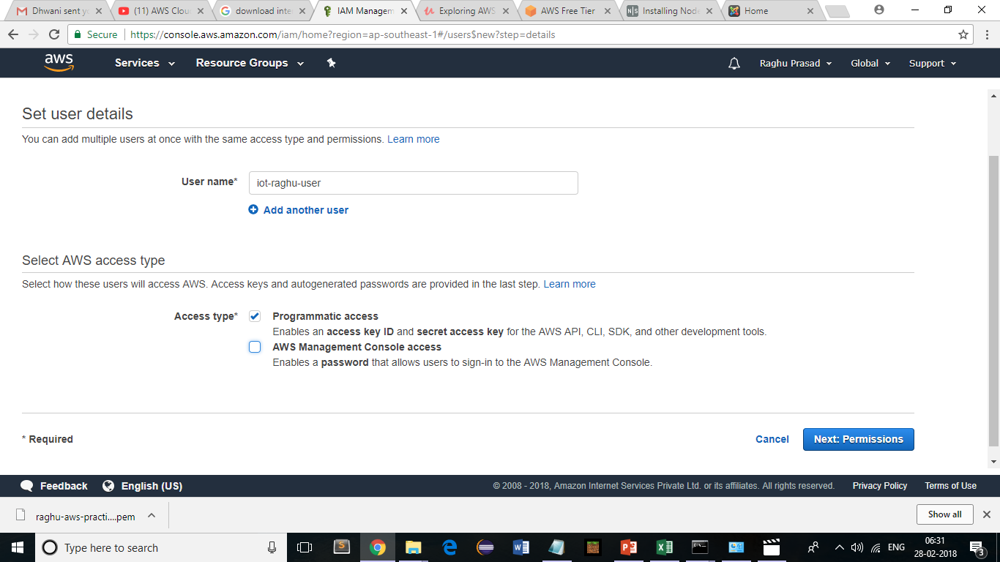 Dhwani sent yo
(11) AWS Clou
download inte
IAM Managem
Exploring AWS
AWS Free Tier
Installing Node
Home
Secure
https://console.aws.amazon.com/iam/home?region=ap-southeast-1#/users$new?step=details
aws
Services
Resource Groups
Raghu Prasad
Global
Support
Set user details
You can add multiple users at once with the same access type and permissions. Learn more
User name*
iot-raghu-user
Add another user
Select AWS access type
Select how these users will access AWS. Access keys and autogenerated passwords are provided in the last step. Learn more
Access type*
Programmatic access
Enables an access key ID and secret access key for the AWS API, CLI, SDK, and other development tools.
AWS Management Console access
Enables a password that allows users to sign-in to the AWS Management Console.
* Required
Cancel
Next: Permissions
Feedback
English (US)
© 2008 - 2018, Amazon Internet Services Private Ltd. or its affiliates. All rights reserved.
Privacy Policy
Terms of Use
raghu-aws-practi....pem
Show all
Type here to search
ENG
06:31
28-02-2018
3